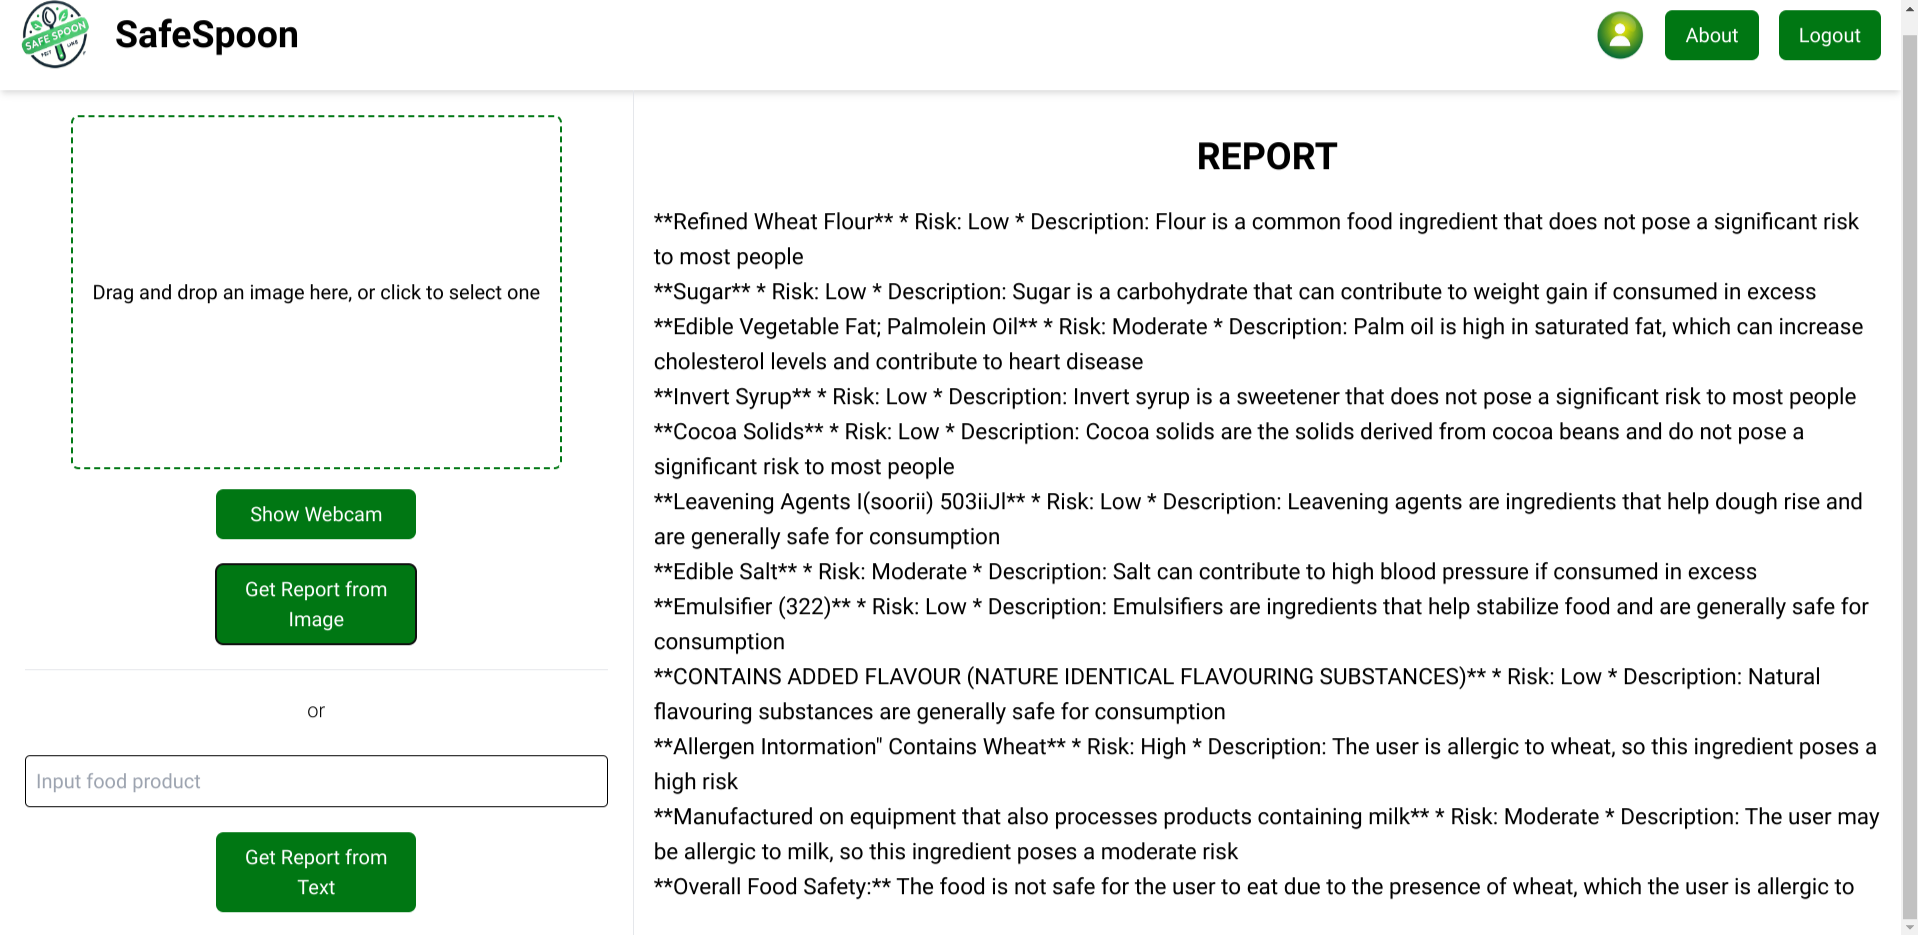 SAFE SPOON
SafeSpoon
About
Logout
Drag and drop an image here, or click to select one
Show Webcam
Get Report from
Image
or
Input food product
Get Report from
Text
REPORT
**Refined Wheat Flour** * Risk: Low * Description: Flour is a common food ingredient that does not pose a significant risk
to most people
**Sugar** * Risk: Low * Description: Sugar is a carbohydrate that can contribute to weight gain if consumed in excess
**Edible Vegetable Fat; Palmolein Oil** * Risk: Moderate * Description: Palm oil is high in saturated fat, which can increase
cholesterol levels and contribute to heart disease
**Invert Syrup** * Risk: Low * Description: Invert syrup is a sweetener that does not pose a significant risk to most people
**Cocoa Solids** * Risk: Low * Description: Cocoa solids are the solids derived from cocoa beans and do not pose a
significant risk to most people
**Leavening Agents I(soorii) 503iiJl** * Risk: Low * Description: Leavening agents are ingredients that help dough rise and
are generally safe for consumption
**Edible Salt** * Risk: Moderate * Description: Salt can contribute to high blood pressure if consumed in excess
**Emulsifier (322)** * Risk: Low * Description: Emulsifiers are ingredients that help stabilize food and are generally safe for
consumption
**CONTAINS ADDED FLAVOUR (NATURE IDENTICAL FLAVOURING SUBSTANCES)** * Risk: Low * Description: Natural
flavouring substances are generally safe for consumption
**Allergen Intormation" Contains Wheat** * Risk: High * Description: The user is allergic to wheat, so this ingredient poses a
high risk
**Manufactured on equipment that also processes products containing milk** * Risk: Moderate * Description: The user may
be allergic to milk, so this ingredient poses a moderate risk
**Overall Food Safety:** The food is not safe for the user to eat due to the presence of wheat, which the user is allergic to